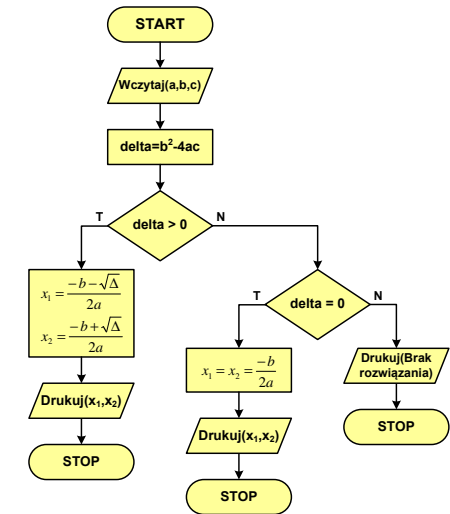 START
Wczytaj(a,b,c)
delta=b²-4ac
delta > 0
T
N
x₁ = (-b-√Δ)/2a
x₂ = (-b+√Δ)/2a
Drukuj(x₁,x₂)
STOP
delta = 0
T
N
x₁ = x₂ = -b/2a
Drukuj(x₁,x₂)
STOP
Drukuj(Brak
rozwiązania)
STOP